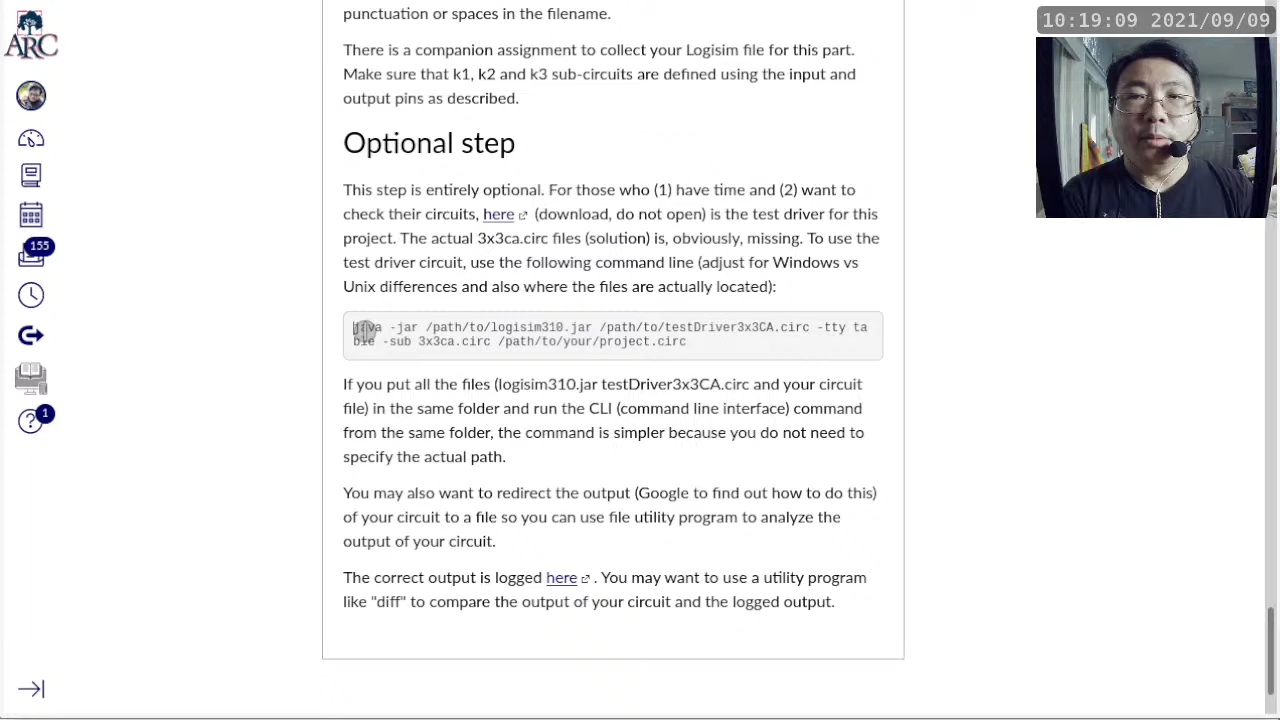 punctuation or spaces in the filename.
10:19:09 2021/09/09
ARC
There is a companion assignment to collect your Logisim file for this part.
Make sure that k1, k2 and k3 sub-circuits are defined using the input and
output pins as described.
Optional step
This step is entirely optional. For those who (1) have time and (2) want to
check their circuits, here (download, do not open) is the test driver for this
project. The actual 3x3ca.circ files (solution) is, obviously, missing. To use the
155
test driver circuit, use the following command line (adjust for Windows vs
Unix differences and also where the files are actually located):
java -jar /path/to/logisim310.jar /path/to/testDriver3x3CA.circ -tty ta
ble -sub 3x3ca.circ /path/to/your/project.circ
If you put all the files (logisim310.jar testDriver3x3CA.circ and your circuit
file) in the same folder and run the CLI (command line interface) command
1
from the same folder, the command is simpler because you do not need to
specify the actual path.
You may also want to redirect the output (Google to find out how to do this)
of your circuit to a file so you can use file utility program to analyze the
output of your circuit.
The correct output is logged here . You may want to use a utility program
like "diff" to compare the output of your circuit and the logged output.